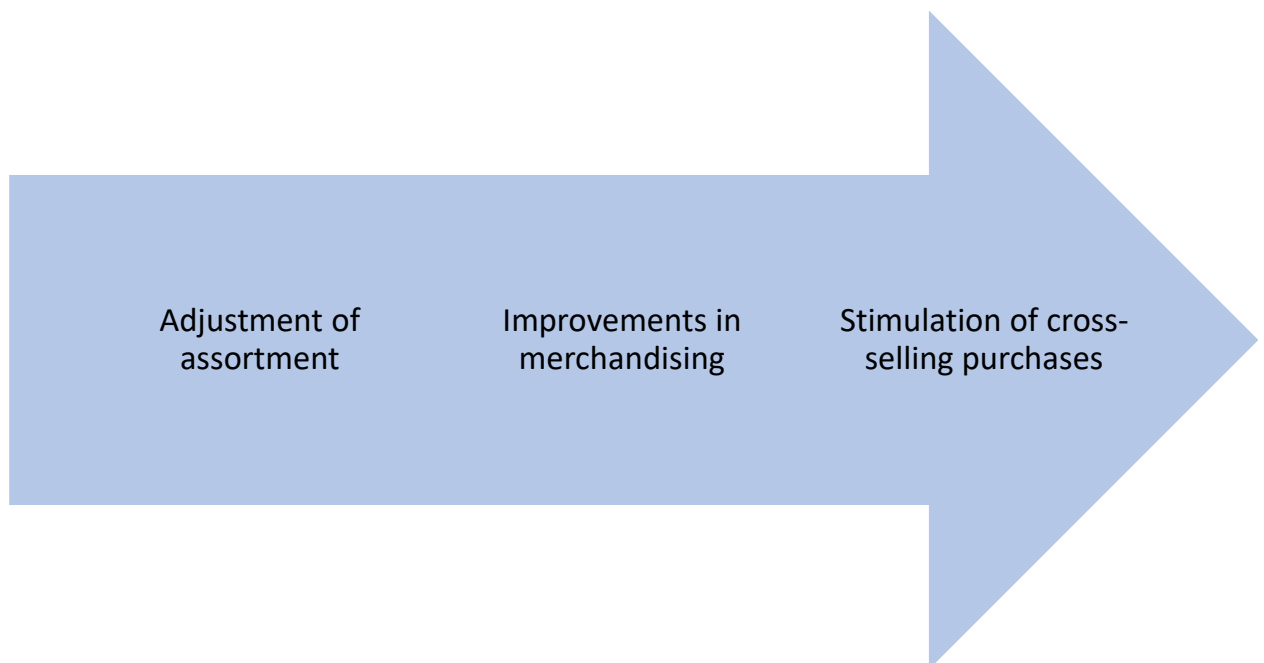 Adjustment of
assortment
Improvements in
merchandising
Stimulation of cross-
selling purchases